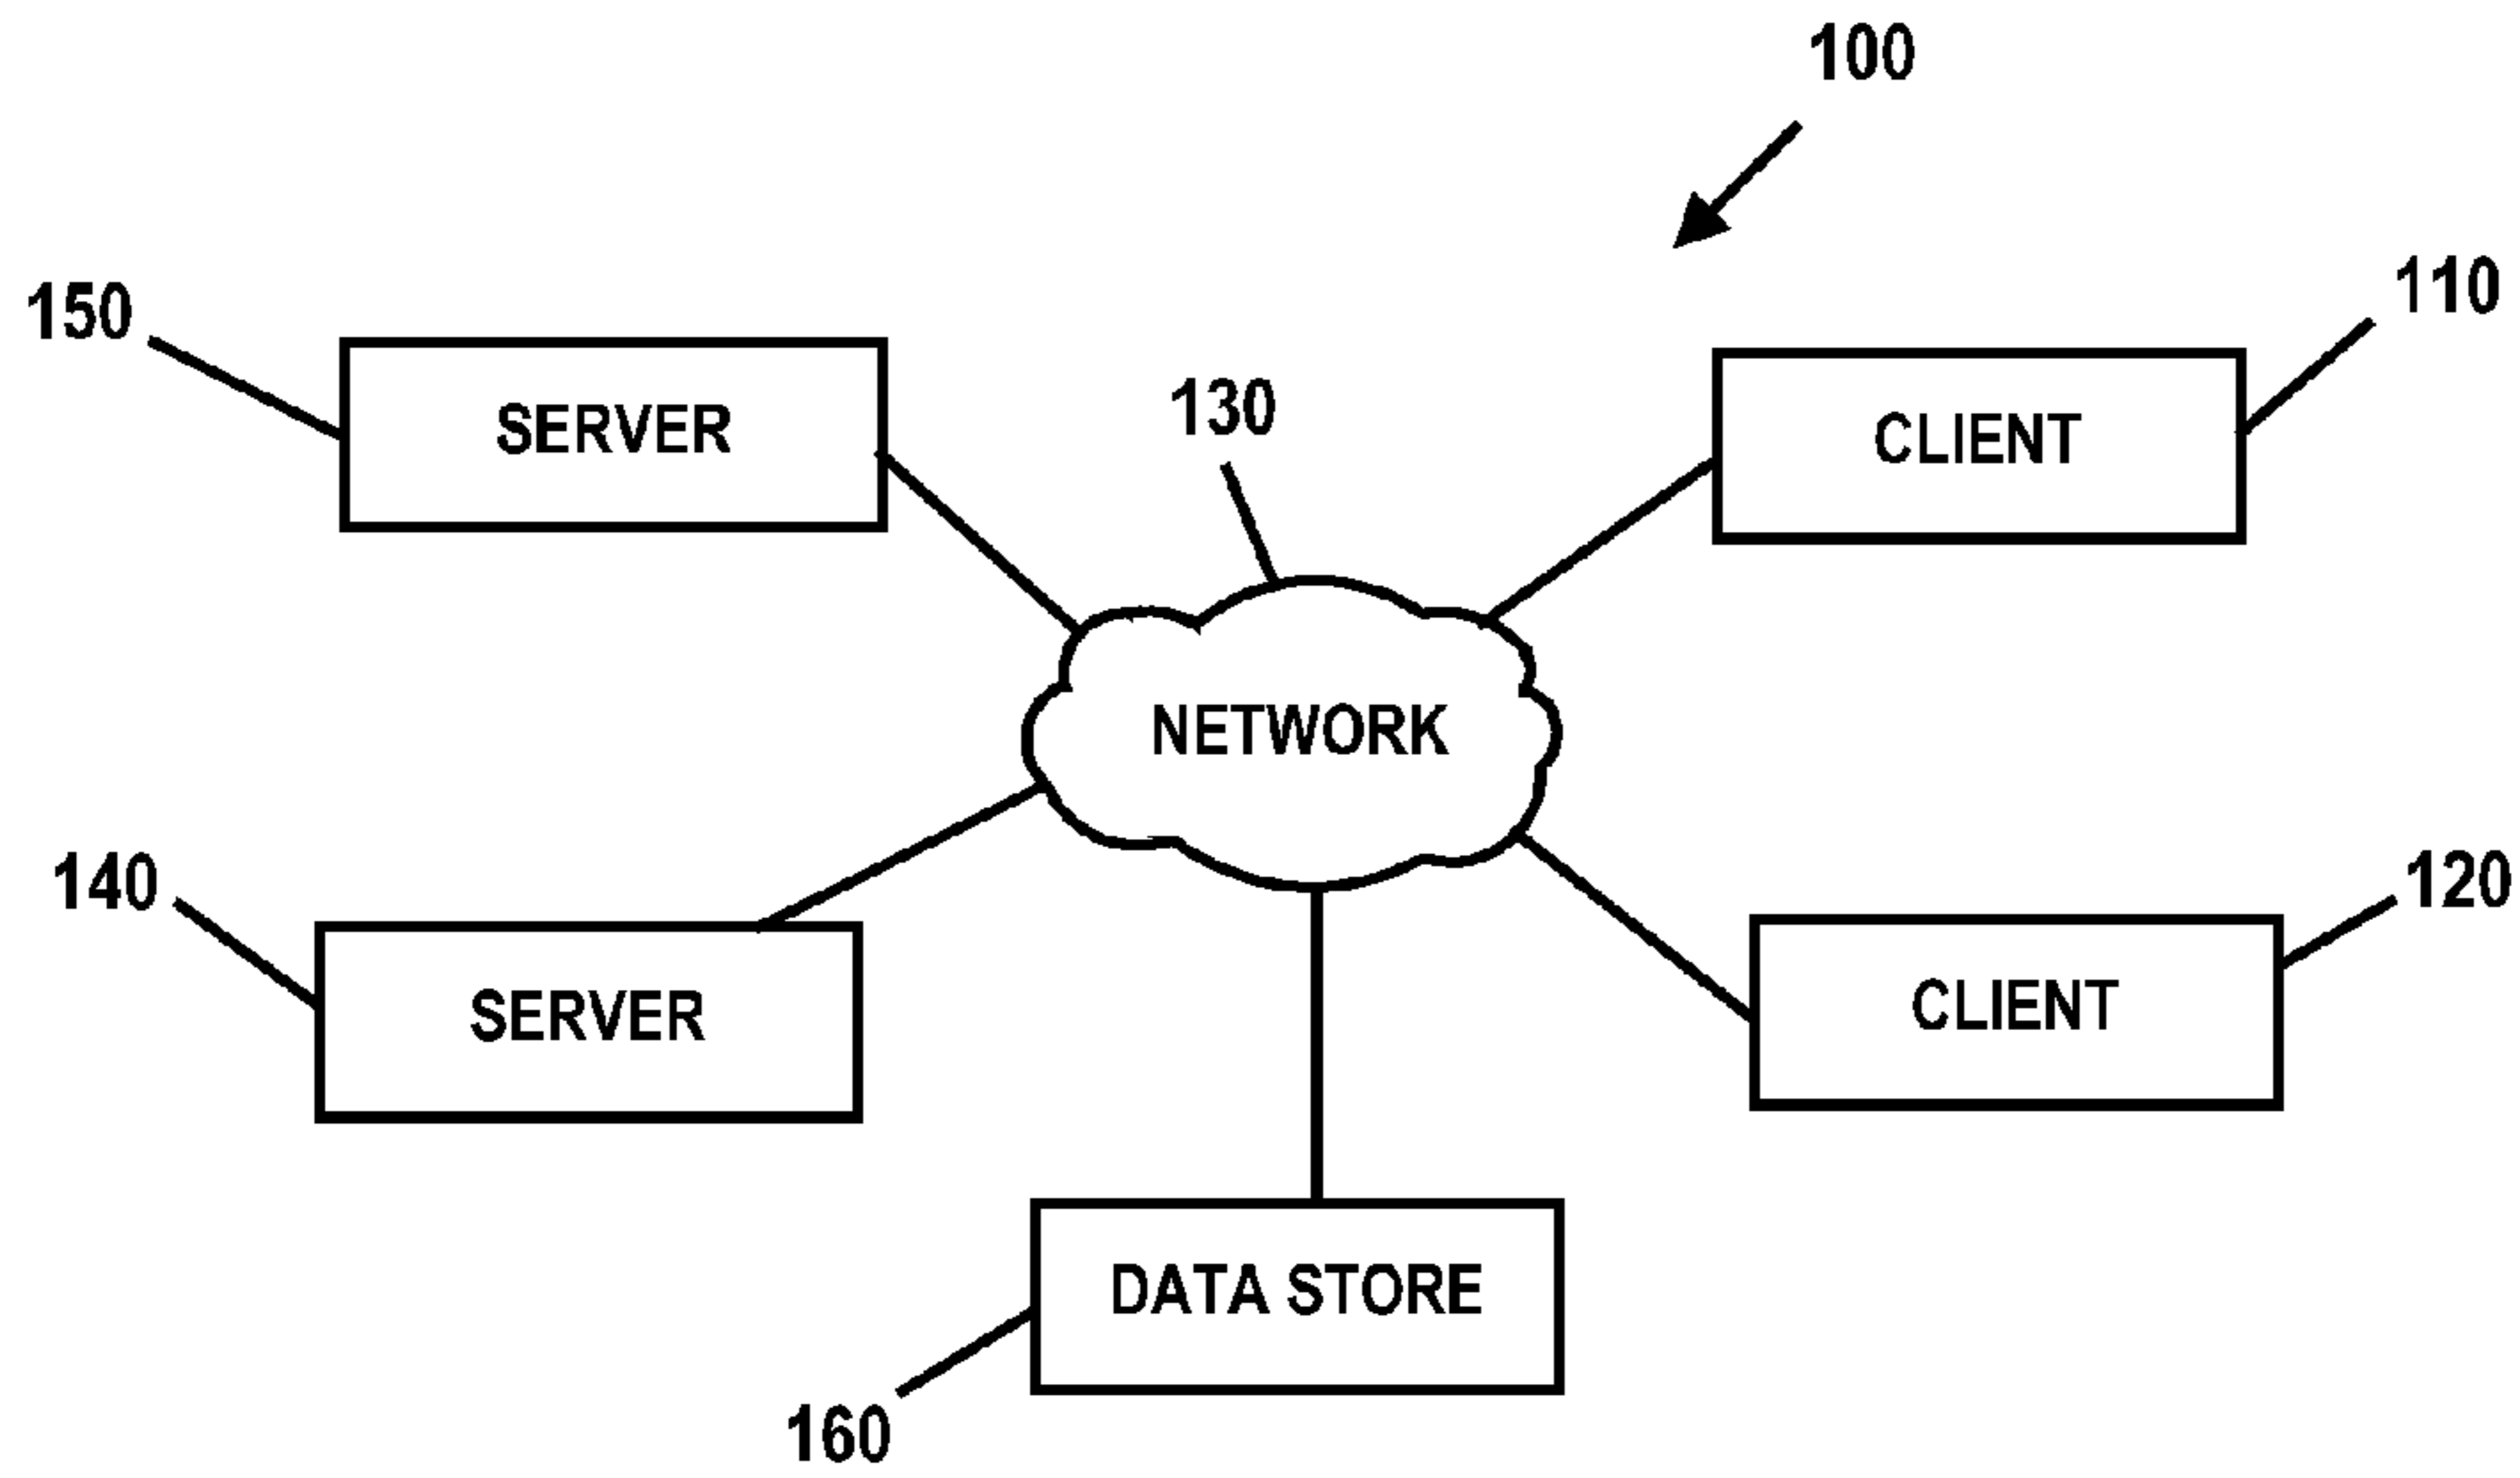 100
110
150
SERVER
130
CLIENT
NETWORK
140
120
SERVER
CLIENT
DATA STORE
160